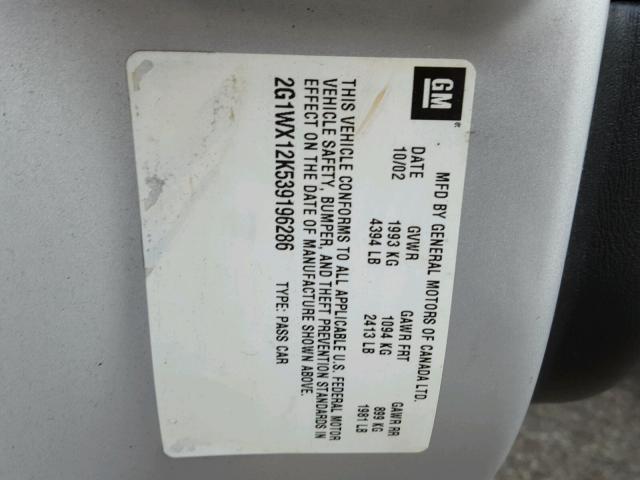 GM
MFD BY GENERAL MOTORS OF CANADA LTD.
DATE GVWR GAWR FRT GAWR RR
10/02 1993 KG 1094 KG 899 KG
4394 LB 2413 LB 1981 LB
THIS VEHICLE CONFORMS TO ALL APPLICABLE U.S. FEDERAL MOTOR
VEHICLE SAFETY, BUMPER, AND THEFT PREVENTION STANDARDS IN
EFFECT ON THE DATE OF MANUFACTURE SHOWN ABOVE.
2G1WX12K539196286 TYPE: PASS CAR